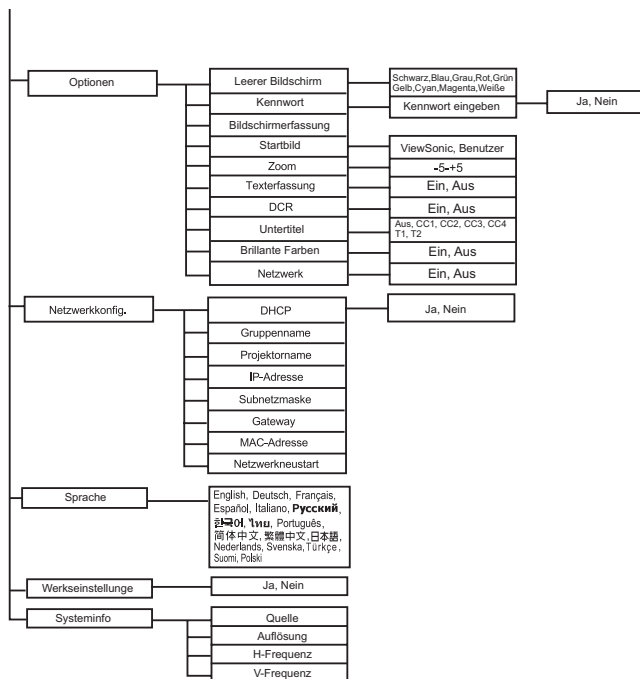 Optionen
Leerer Bildschirm
Schwarz,Blau,Grau,Rot,Grün
Gelb,Cyan,Magenta,Weiße
Kennwort
Kennwort eingeben
Ja, Nein
Bildschirmerfassung
Startbild
ViewSonic, Benutzer
Zoom
-5-+5
Texterfassung
Ein, Aus
DCR
Ein, Aus
Untertitel
Aus, CC1, CC2, CC3, CC4
T1, T2
Brillante Farben
Ein, Aus
Netzwerk
Ein, Aus
Netzwerkkonfig.
DHCP
Ja, Nein
Gruppenname
Projektorname
IP-Adresse
Subnetzmaske
Gateway
MAC-Adresse
Netzwerkneustart
Sprache
English, Deutsch, Français,
Español, Italiano, Русский,
한국어, ไทย, Português,
简体中文, 繁體中文, 日本語,
Nederlands, Svenska, Türkçe,
Suomi, Polski
Werkseinstellunge
Ja, Nein
Systeminfo
Quelle
Auflösung
H-Frequenz
V-Frequenz